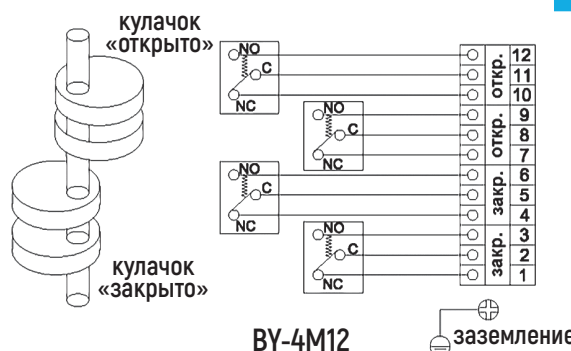 кулачок
«открыто»
NO
C
NC
NO
C
NC
NO
C
NC
NO
C
NC
откр.
откр.
закр.
закр.
12
11
10
9
8
7
6
5
4
3
2
1
кулачок
«закрыто»
BY-4M12
заземление